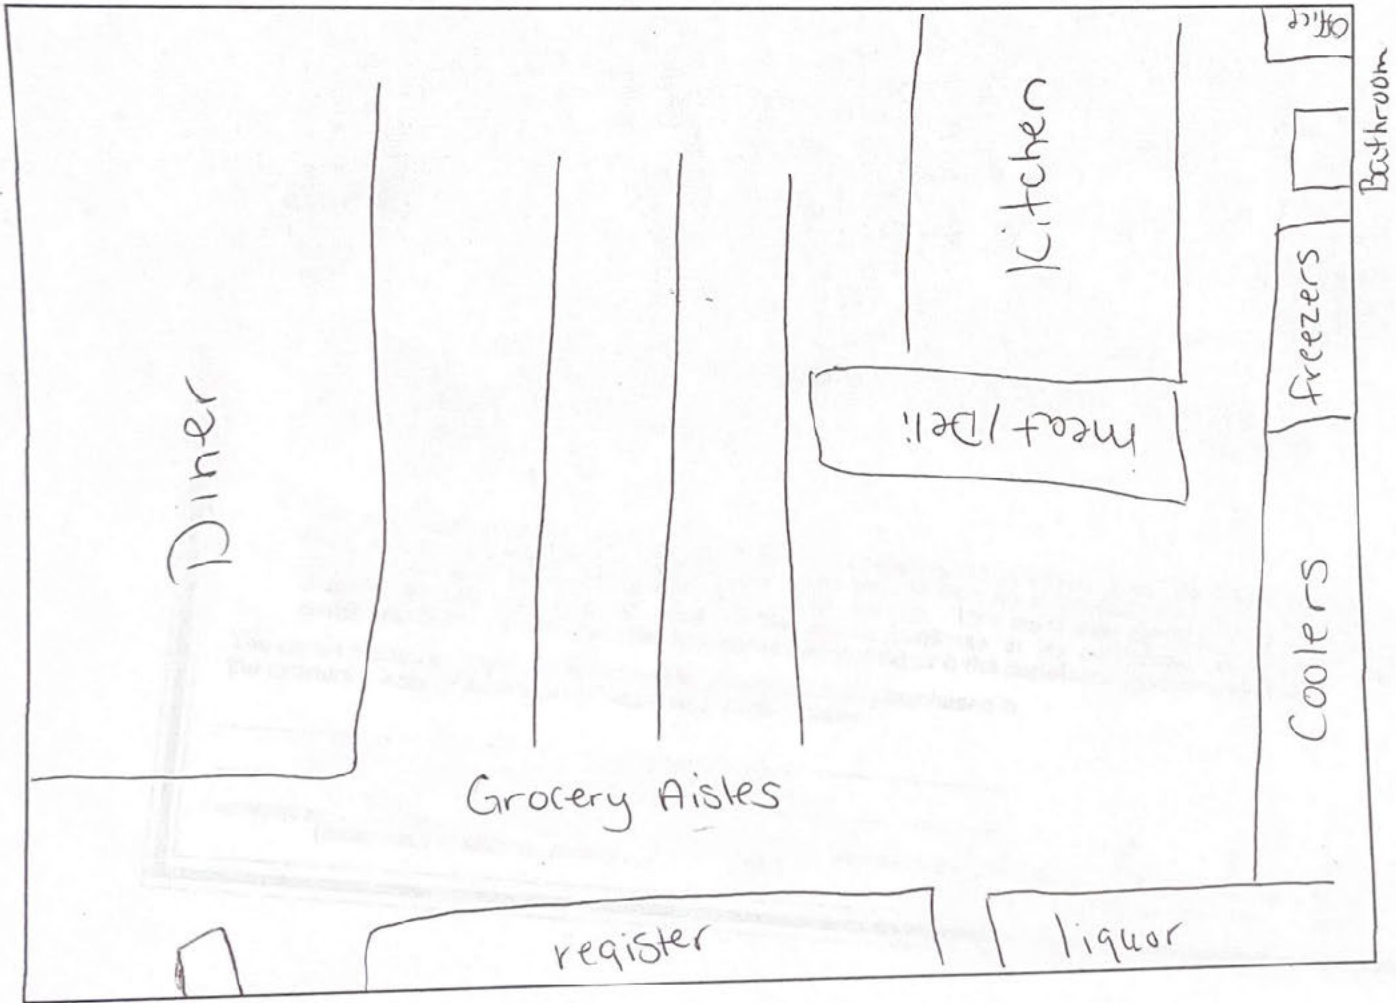 Office
Bathroom
Kitchen
freezers
Diner
Meat/Deli
Coolers
Grocery Aisles
register
liquor